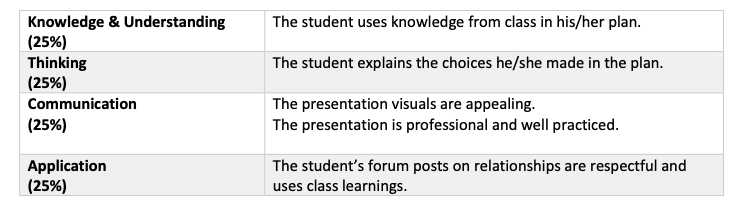 Knowledge & Understanding
(25%)
The student uses knowledge from class in his/her plan.
Thinking
(25%)
The student explains the choices he/she made in the plan.
Communication
(25%)
The presentation visuals are appealing.
The presentation is professional and well practiced.
Application
(25%)
The student’s forum posts on relationships are respectful and
uses class learnings.